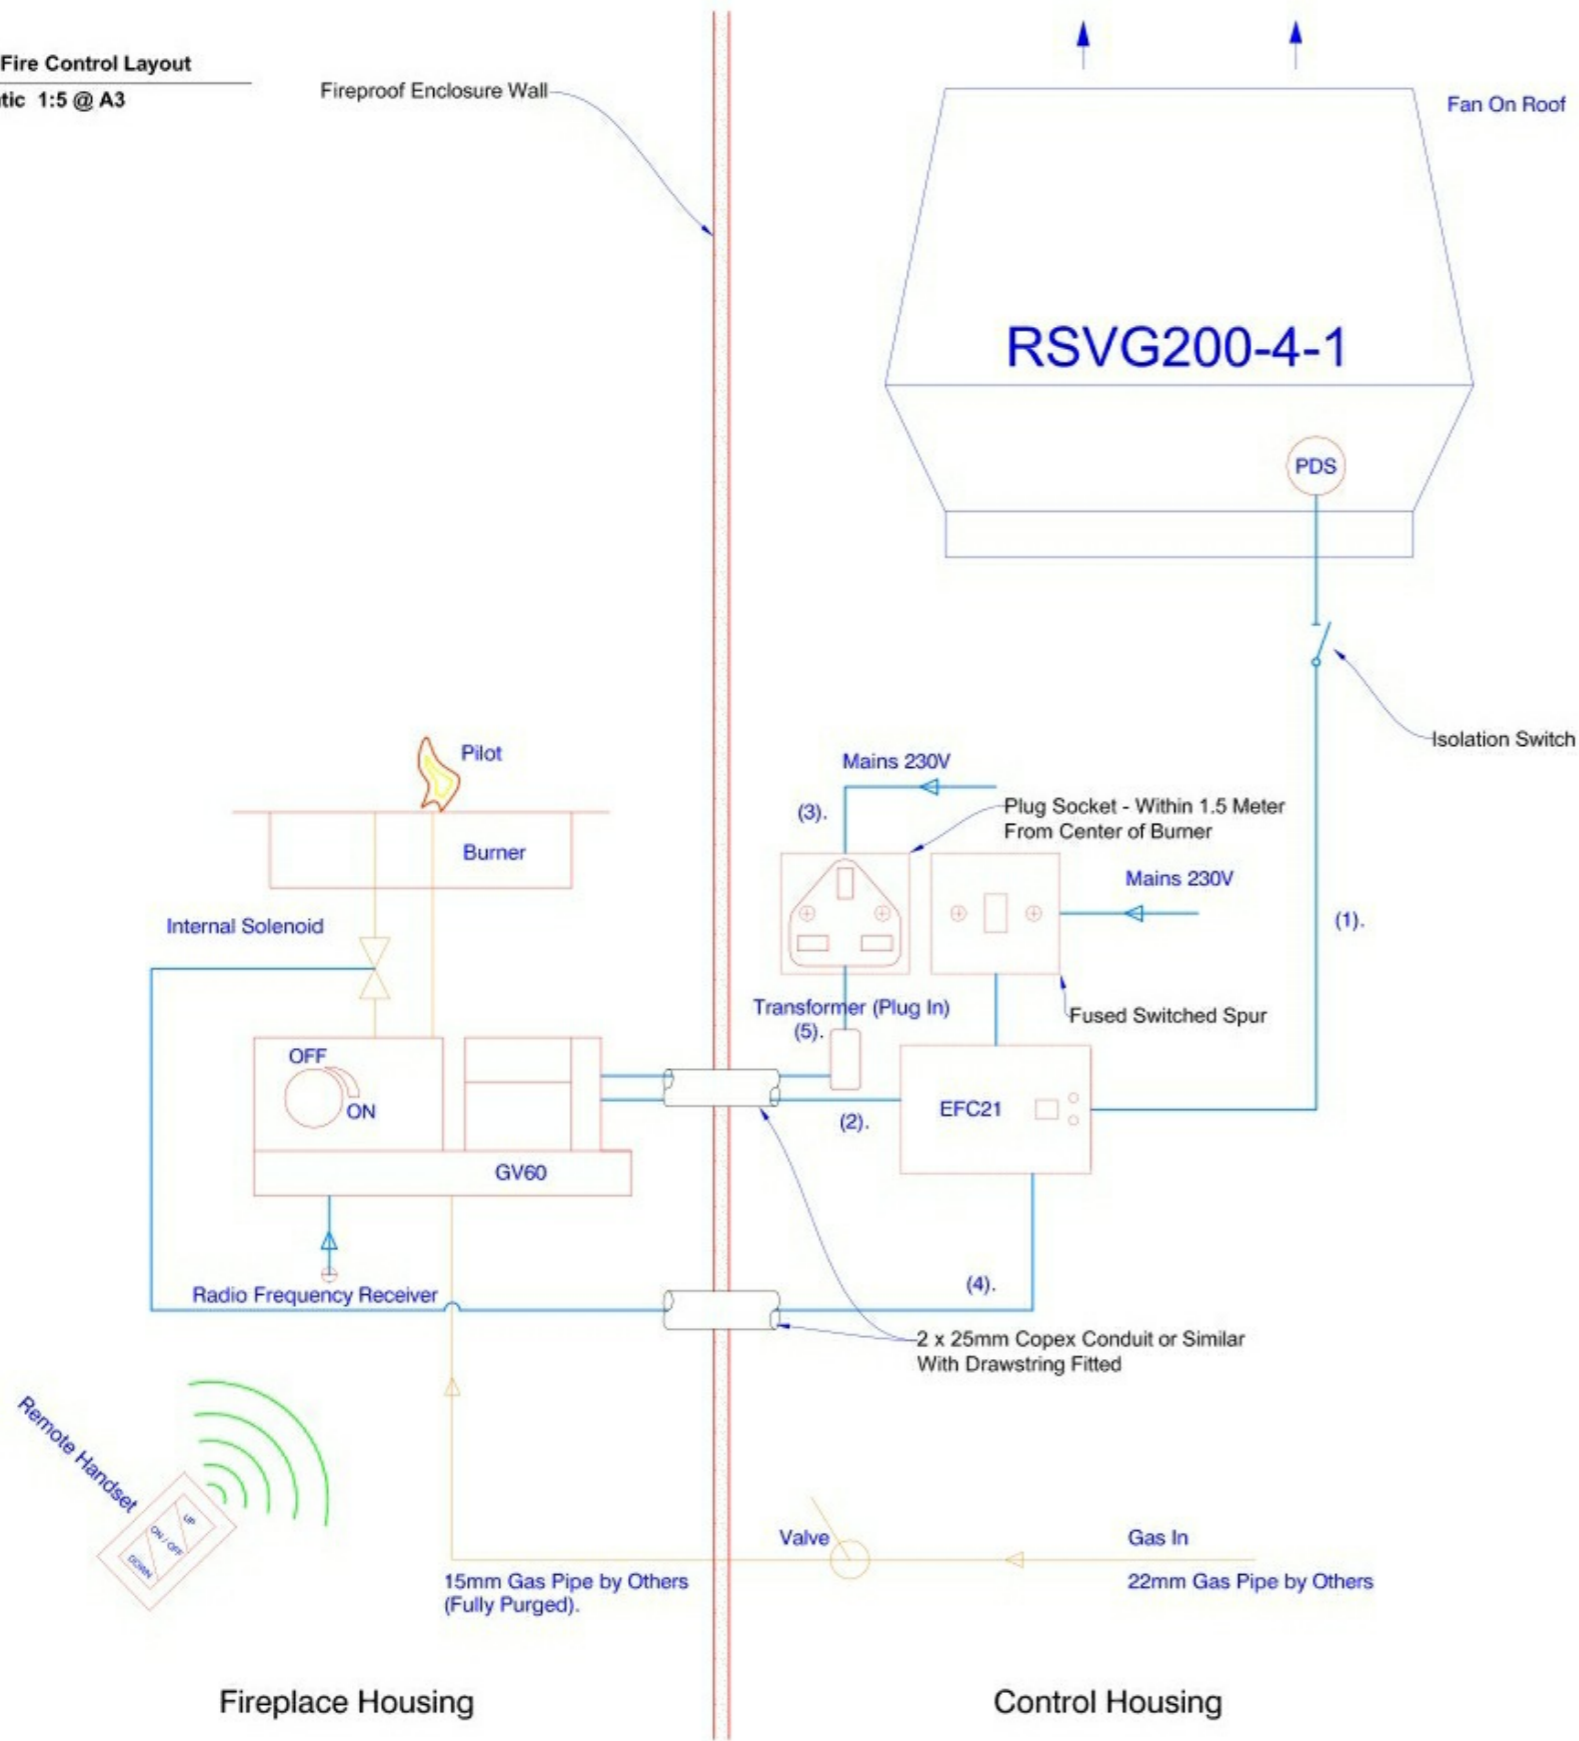 Fire Control Layout
tic 1:5 @ A3
Fireproof Enclosure Wall
Fan On Roof
RSVG200-4-1
PDS
Isolation Switch
Pilot
Mains 230V
(3).
Plug Socket - Within 1.5 Meter
From Center of Burner
Burner
Mains 230V
Internal Solenoid
(1).
Transformer (Plug In)
(5).
Fused Switched Spur
OFF
ON
EFC21
(2).
GV60
Radio Frequency Receiver
(4).
2 x 25mm Copex Conduit or Similar
With Drawstring Fitted
Remote Handset
UP
ON / OFF
DOWN
Valve
Gas In
15mm Gas Pipe by Others
(Fully Purged).
22mm Gas Pipe by Others
Fireplace Housing
Control Housing